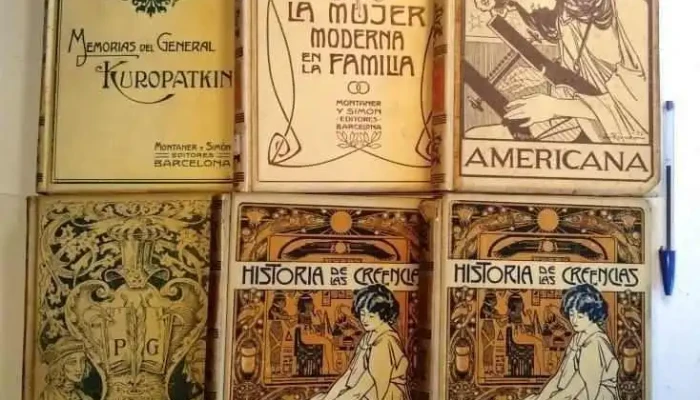 MEMORIAS DEL GENERAL
KUROPATKIN
MONTANER Y SIMÓN
EDITORES
BARCELONA
LA MUJER
MODERNA
EN LA FAMILIA
MONTANER
Y SIMON
-EDITORES-
BARCELONA
AMERICANA
P G
HISTORIA DE LAS CREENCIAS
HISTORIA DE LAS CREENCIAS